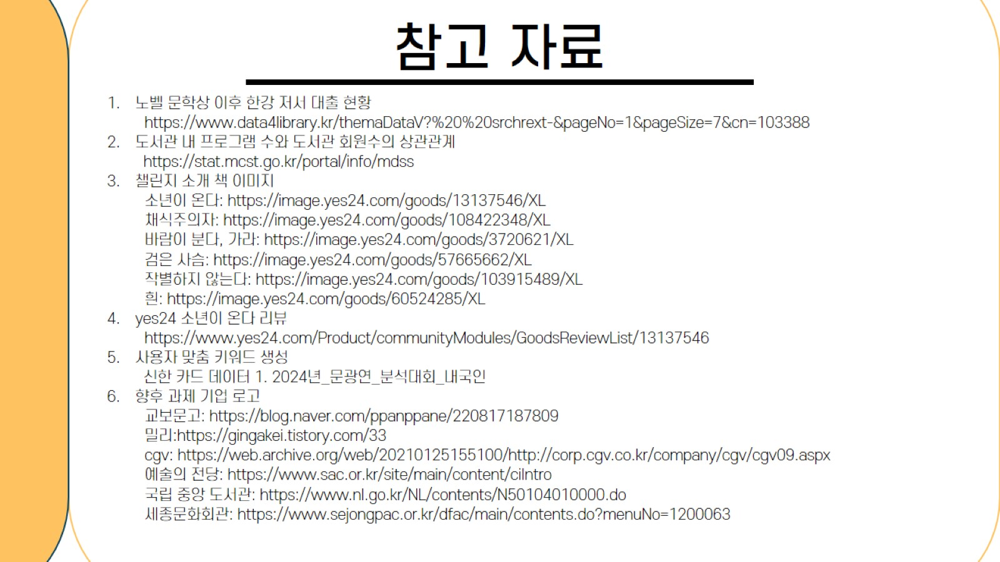 참고 자료
1. 노벨 문학상 이후 한강 저서 대출 현황
https://www.data4library.kr/themaDataV?%20%20srchrext-&pageNo=1&pageSize=7&cn=103388
2. 도서관 내 프로그램 수와 도서관 회원수의 상관관계
https://stat.mcst.go.kr/portal/info/mdss
3. 챌린지 소개 책 이미지
소년이 온다: https://image.yes24.com/goods/13137546/XL
채식주의자: https://image.yes24.com/goods/108422348/XL
바람이 분다, 가라: https://image.yes24.com/goods/3720621/XL
검은 사슴: https://image.yes24.com/goods/57665662/XL
작별하지 않는다: https://image.yes24.com/goods/103915489/XL
흰: https://image.yes24.com/goods/60524285/XL
4. yes24 소년이 온다 리뷰
https://www.yes24.com/Product/communityModules/GoodsReviewList/13137546
5. 사용자 맞춤 키워드 생성
신한 카드 데이터 1. 2024년_문광연_분석대회_내국인
6. 향후 과제 기업 로고
교보문고: https://blog.naver.com/ppanppane/220817187809
밀리:https://gingakei.tistory.com/33
cgv: https://web.archive.org/web/20210125155100/http://corp.cgv.co.kr/company/cgv/cgv09.aspx
예술의 전당: https://www.sac.or.kr/site/main/content/ciIntro
국립 중앙 도서관: https://www.nl.go.kr/NL/contents/N50104010000.do
세종문화회관: https://www.sejongpac.or.kr/dfac/main/contents.do?menuNo=1200063